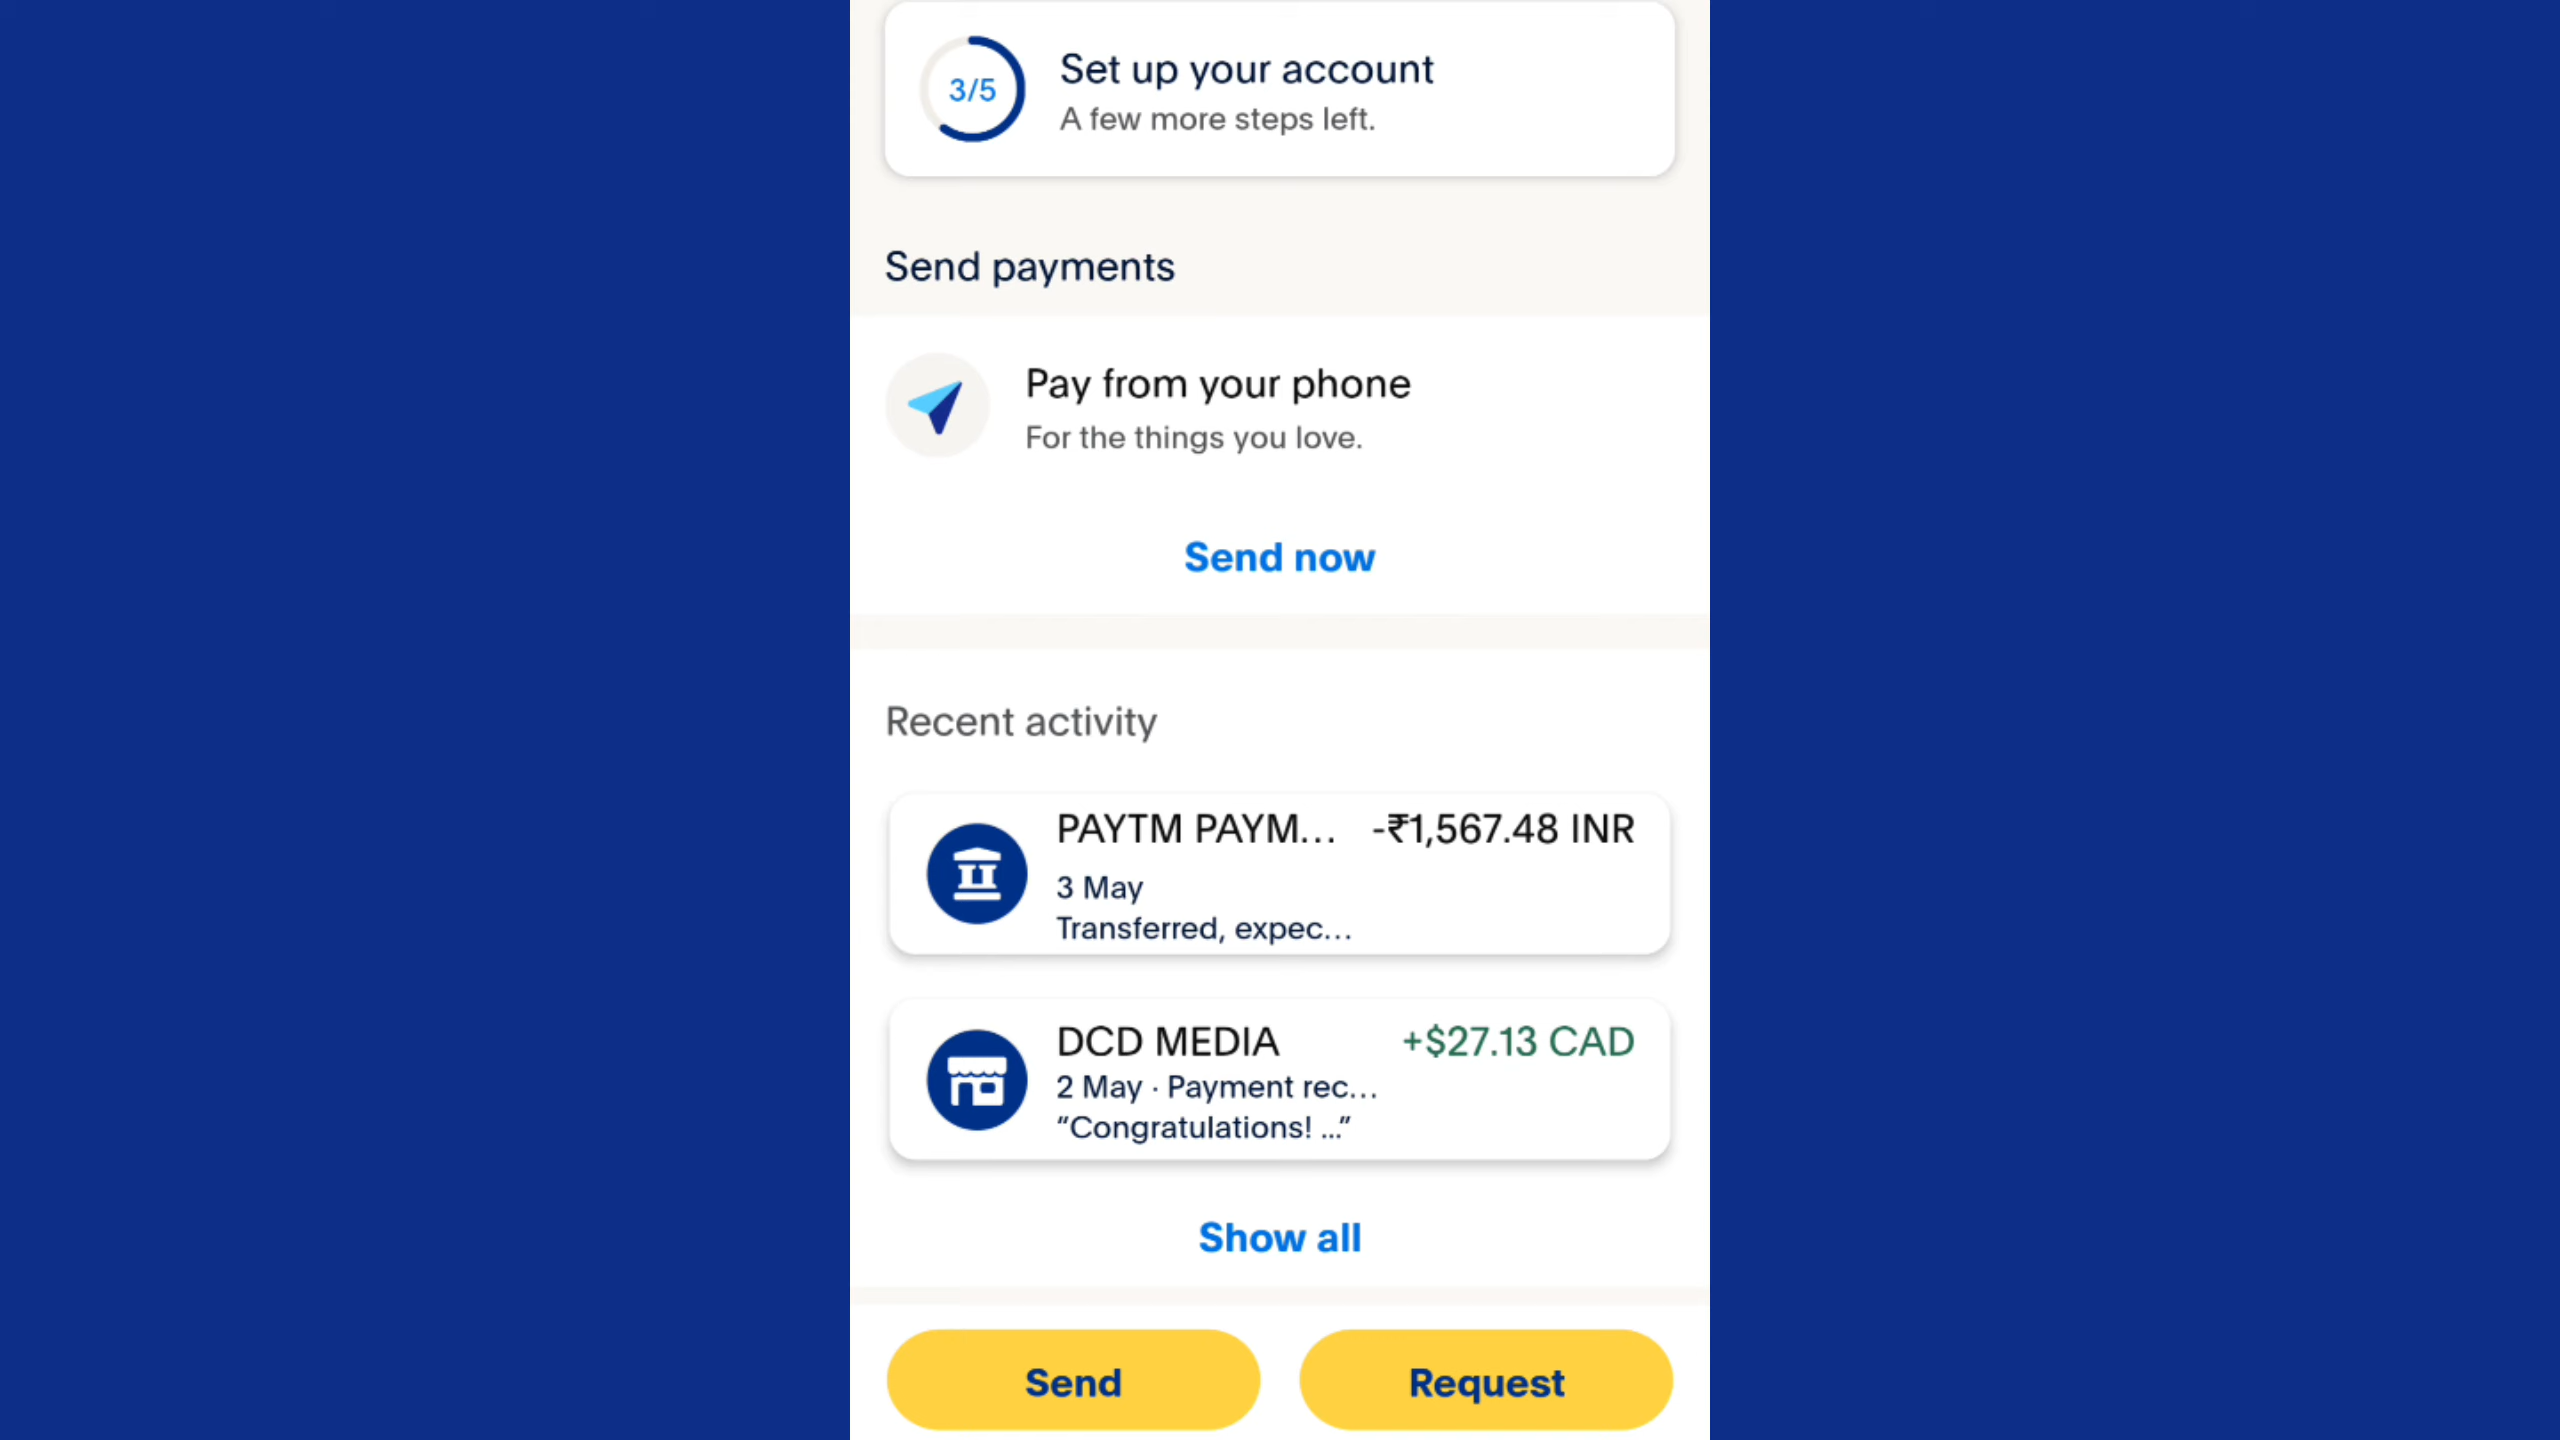 3/5
Set up your account
A few more steps left.
Send payments
Pay from your phone
For the things you love.
Send now
Recent activity
PAYTM PAYM... -₹1,567.48 INR
3 May
Transferred, expec...
DCD MEDIA +$27.13 CAD
2 May · Payment rec...
“Congratulations! ...”
Show all
Send Request